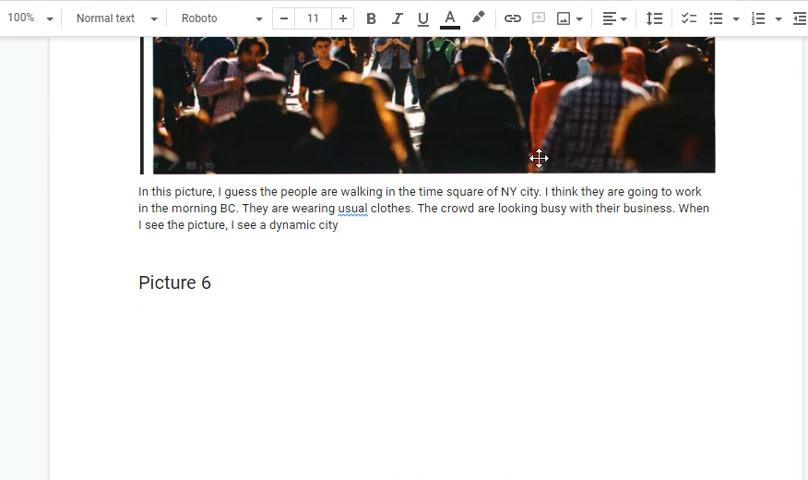 100% Normal text Roboto 11 B I U A
In this picture, I guess the people are walking in the time square of NY city. I think they are going to work
in the morning BC. They are wearing usual clothes. The crowd are looking busy with their business. When
I see the picture, I see a dynamic city
Picture 6